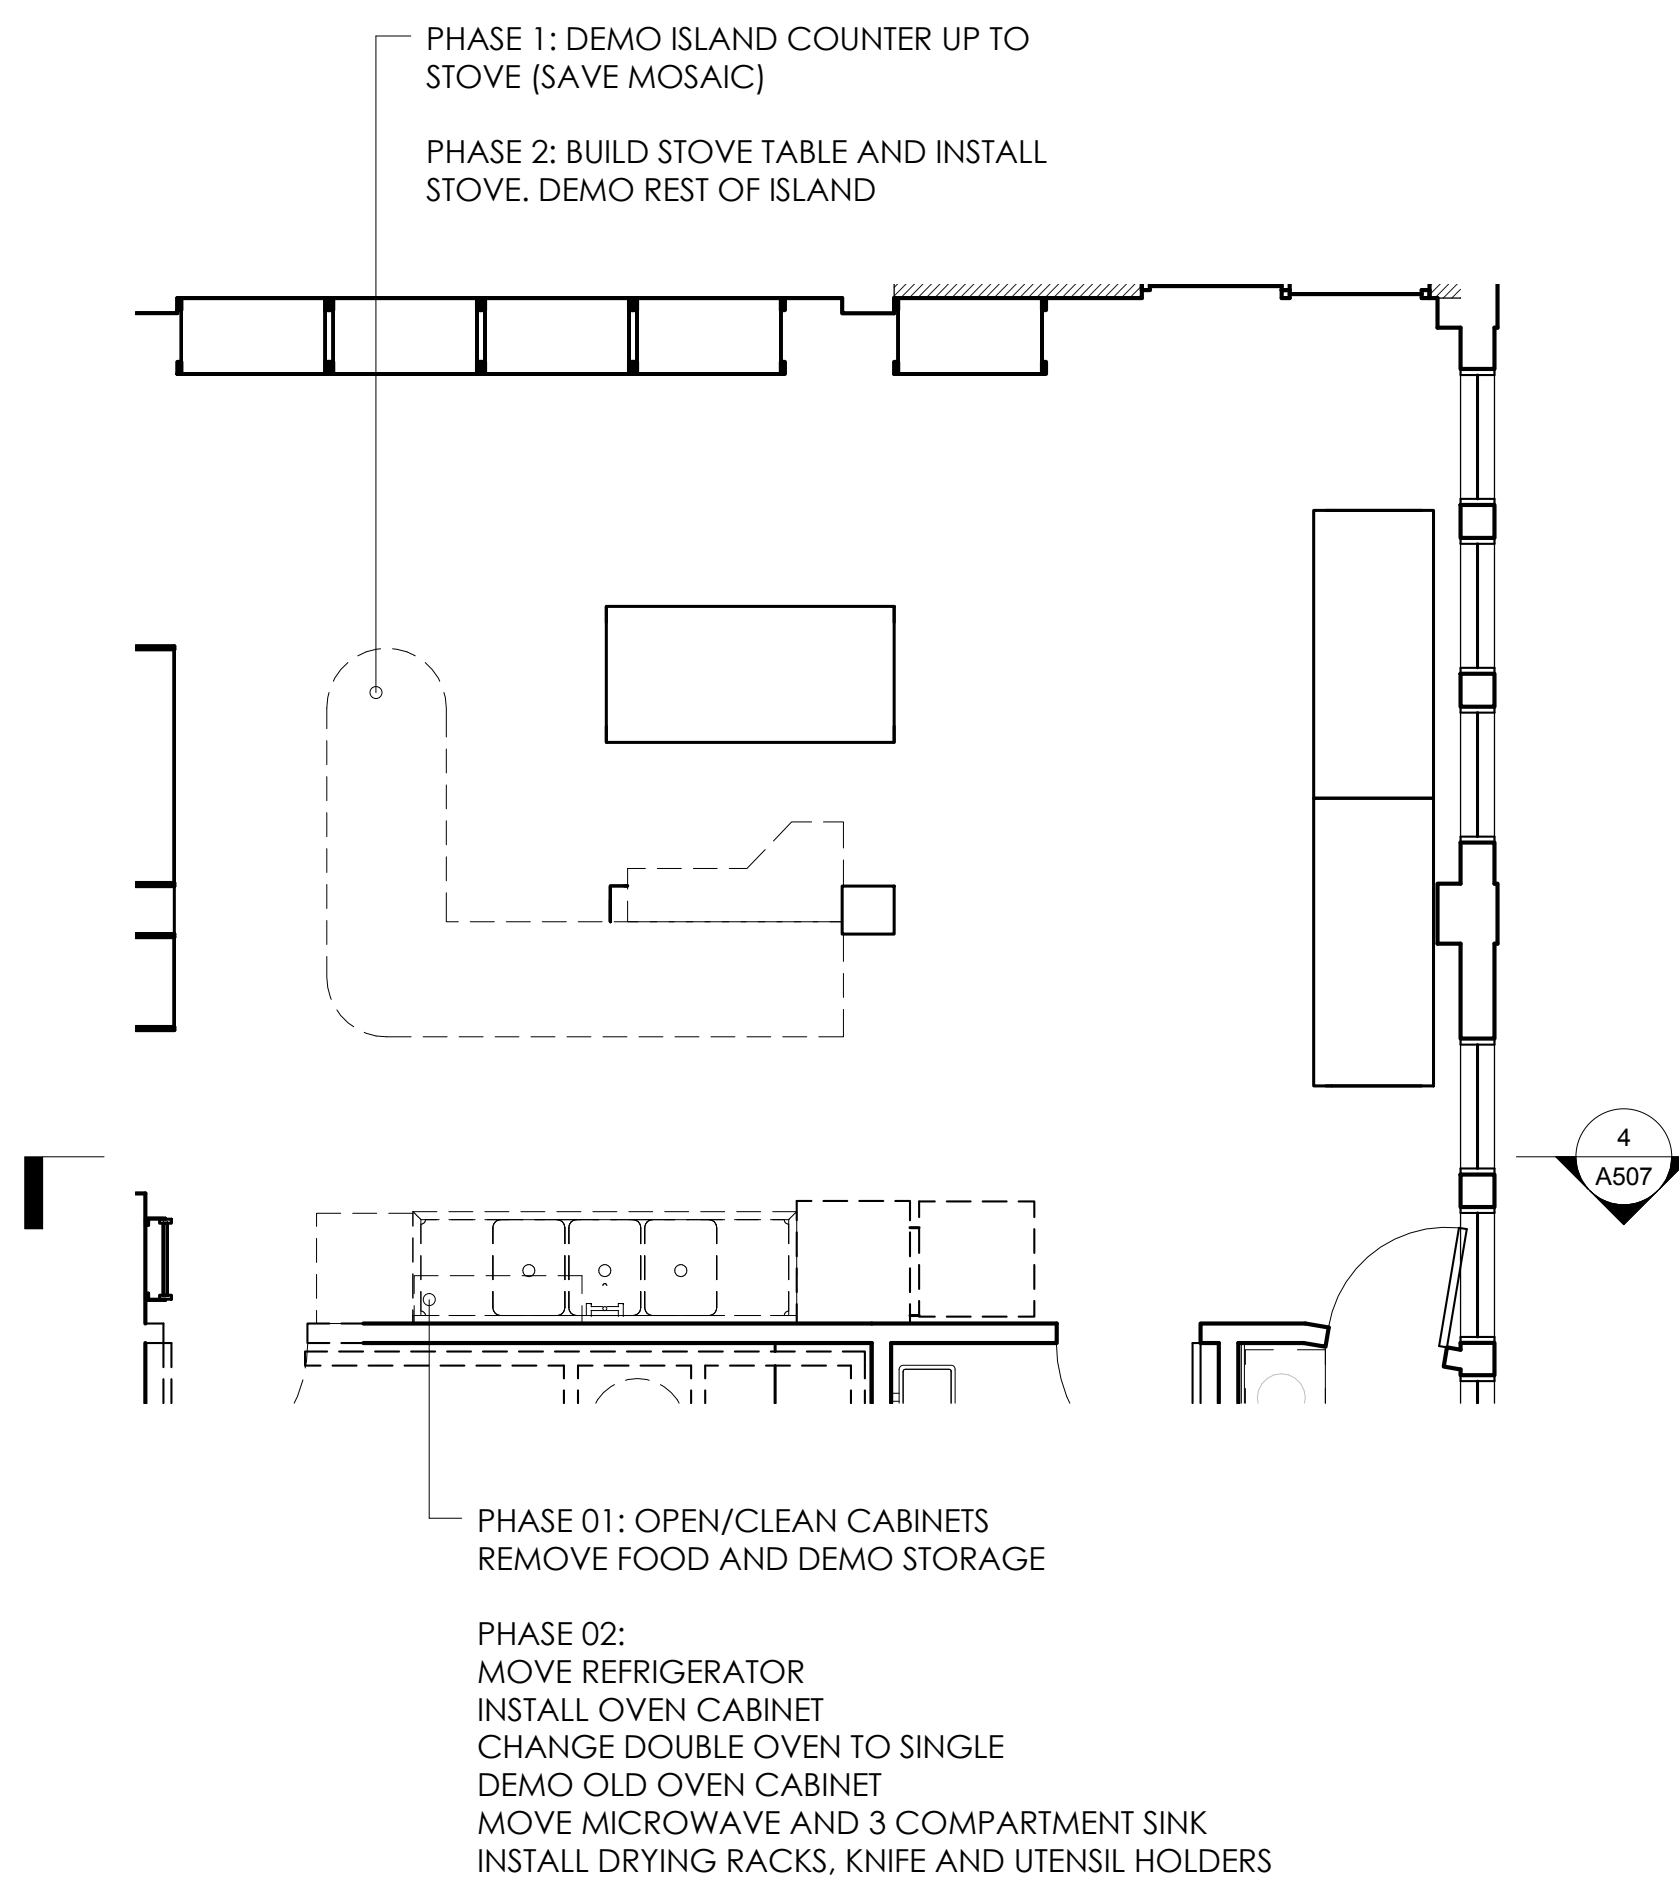 PHASE 1: DEMO ISLAND COUNTER UP TO
STOVE (SAVE MOSAIC)
PHASE 2: BUILD STOVE TABLE AND INSTALL
STOVE. DEMO REST OF ISLAND
4
A507
PHASE 01: OPEN/CLEAN CABINETS
REMOVE FOOD AND DEMO STORAGE
PHASE 02:
MOVE REFRIGERATOR
INSTALL OVEN CABINET
CHANGE DOUBLE OVEN TO SINGLE
DEMO OLD OVEN CABINET
MOVE MICROWAVE AND 3 COMPARTMENT SINK
INSTALL DRYING RACKS, KNIFE AND UTENSIL HOLDERS